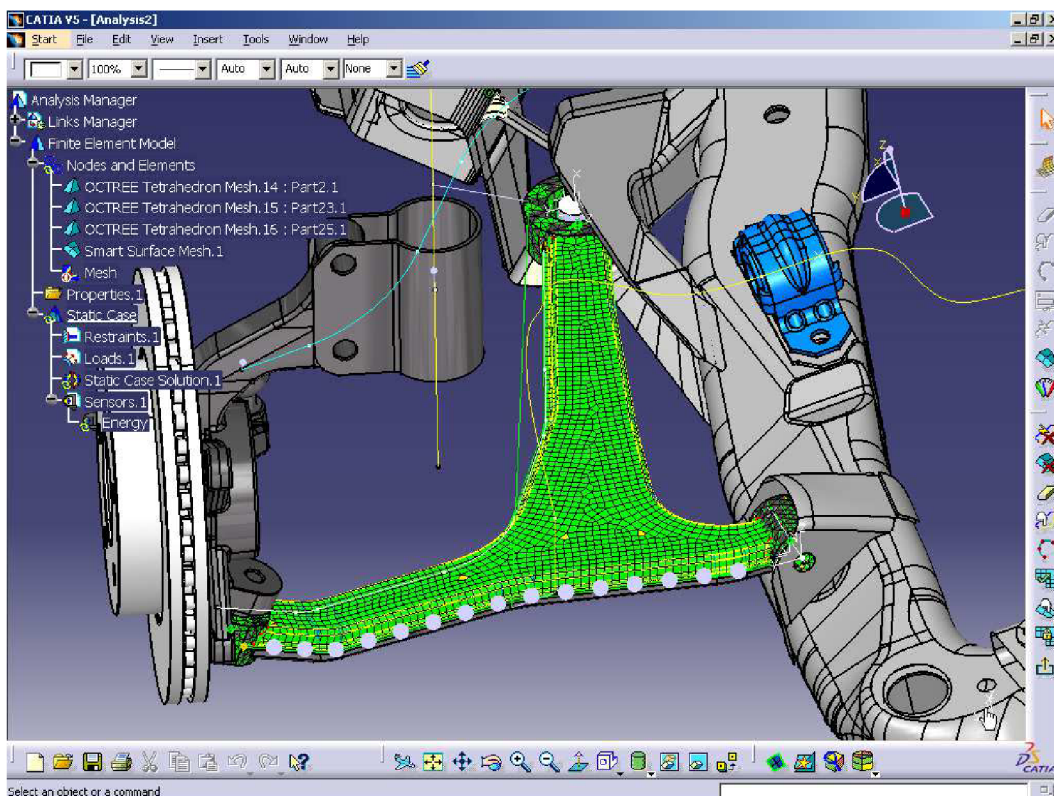 CATIA V5 - [Analysis2]
Start File Edit View Insert Tools Window Help
100% Auto Auto None
Analysis Manager
Links Manager
Finite Element Model
Nodes and Elements
OCTREE Tetrahedron Mesh.14 : Part2.1
OCTREE Tetrahedron Mesh.15 : Part23.1
OCTREE Tetrahedron Mesh.16 : Part25.1
Smart Surface Mesh.1
Mesh
Properties.1
Static Case
Restraints.1
Loads.1
Static Case Solution.1
Sensors.1
Energy
z
x
CATIA
Select an object or a command